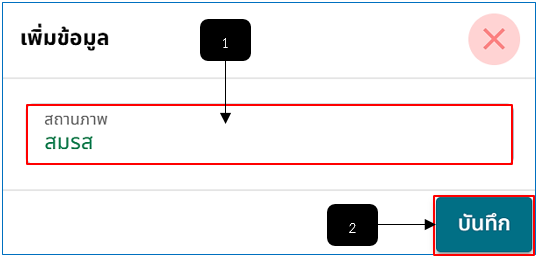 เพิ่มข้อมูล
1
สถานภาพ
สมรส
2
บันทึก